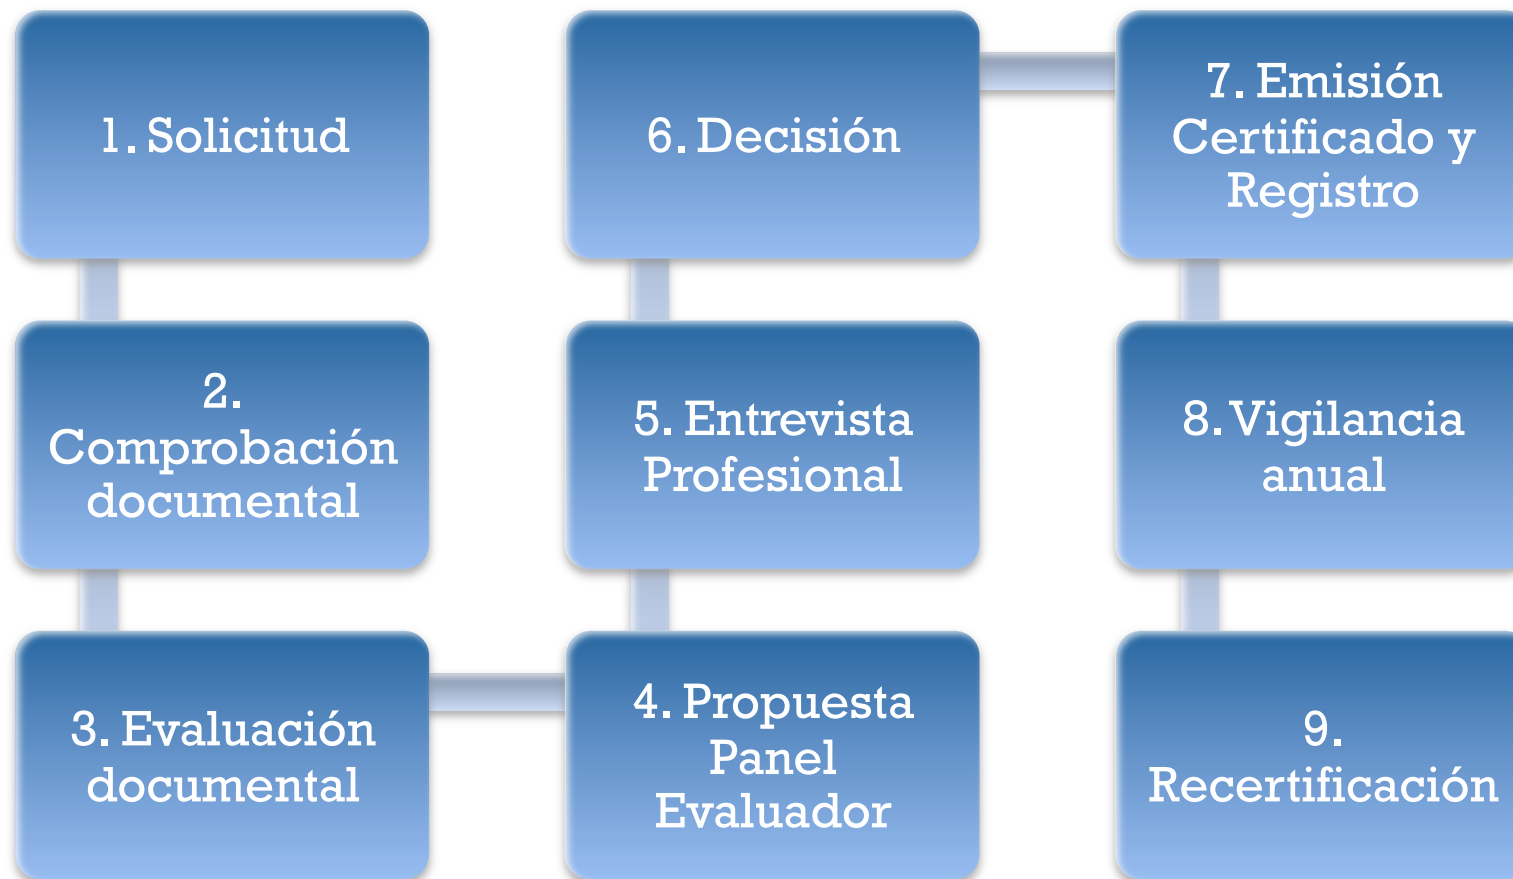 1. Solicitud
2.
Comprobación
documental
3. Evaluación
documental
4. Propuesta
Panel
Evaluador
5. Entrevista
Profesional
6. Decisión
7. Emisión
Certificado y
Registro
8. Vigilancia
anual
9.
Recertificación